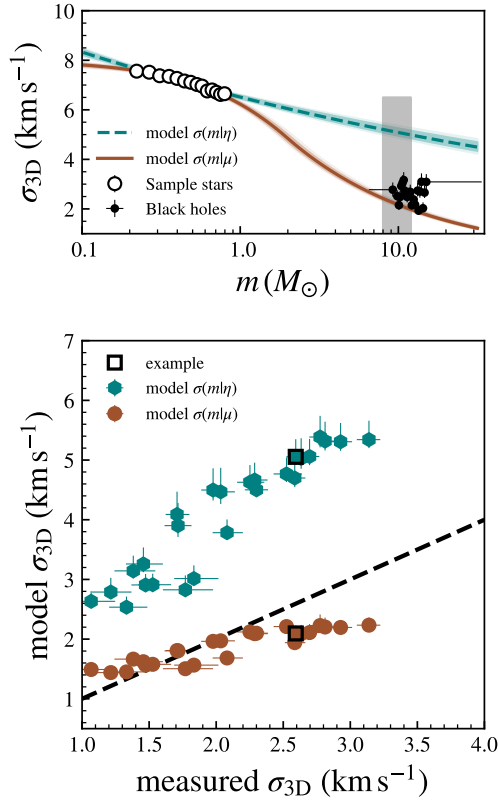 10
8
6
4
2
σ3D (km s−1)
model σ(m|η)
model σ(m|μ)
Sample stars
Black holes
0.1
1.0
10.0
m (M⊙)
7
6
5
4
3
2
1
model σ3D (km s−1)
example
model σ(m|η)
model σ(m|μ)
1.0
1.5
2.0
2.5
3.0
3.5
4.0
measured σ3D (km s−1)